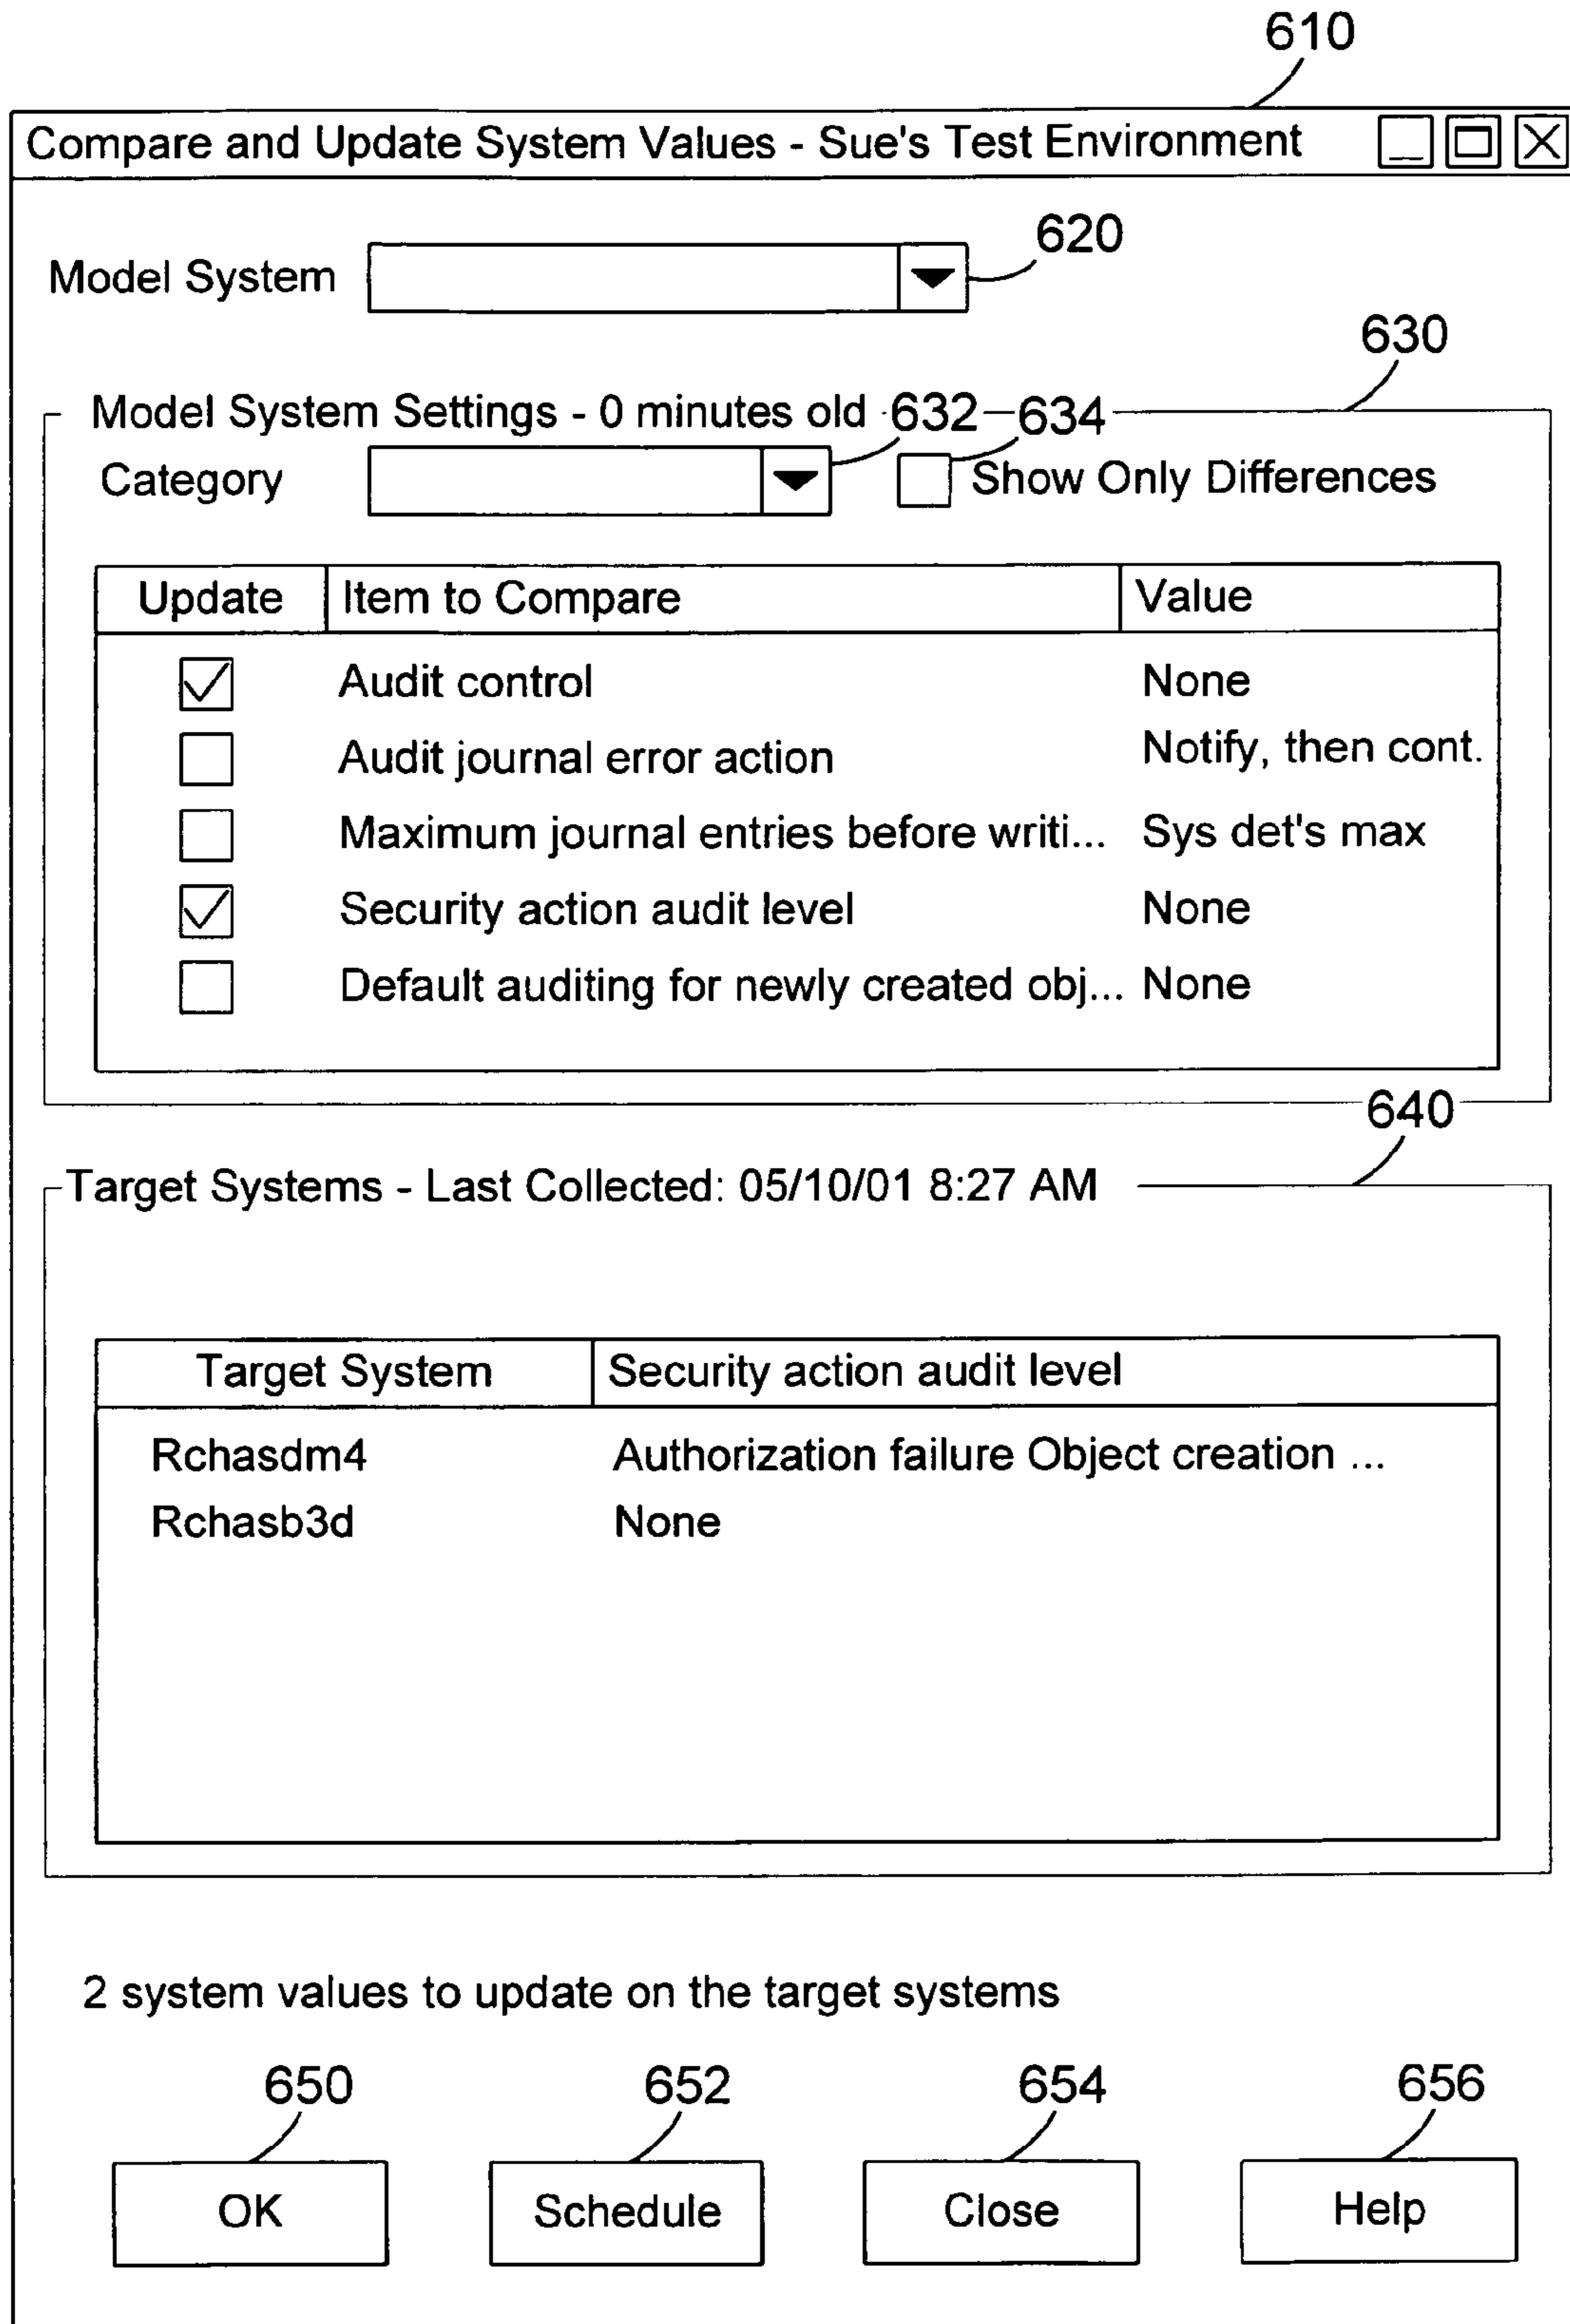 610
Compare and Update System Values - Sue's Test Environment
620
Model System
630
Model System Settings - 0 minutes old 632 634
Category Show Only Differences
Update Item to Compare Value
Audit control None
Audit journal error action Notify, then cont.
Maximum journal entries before writi... Sys det's max
Security action audit level None
Default auditing for newly created obj... None
640
Target Systems - Last Collected: 05/10/01 8:27 AM
Target System Security action audit level
Rchasdm4 Authorization failure Object creation ...
Rchasb3d None
2 system values to update on the target systems
650 652 654 656
OK Schedule Close Help